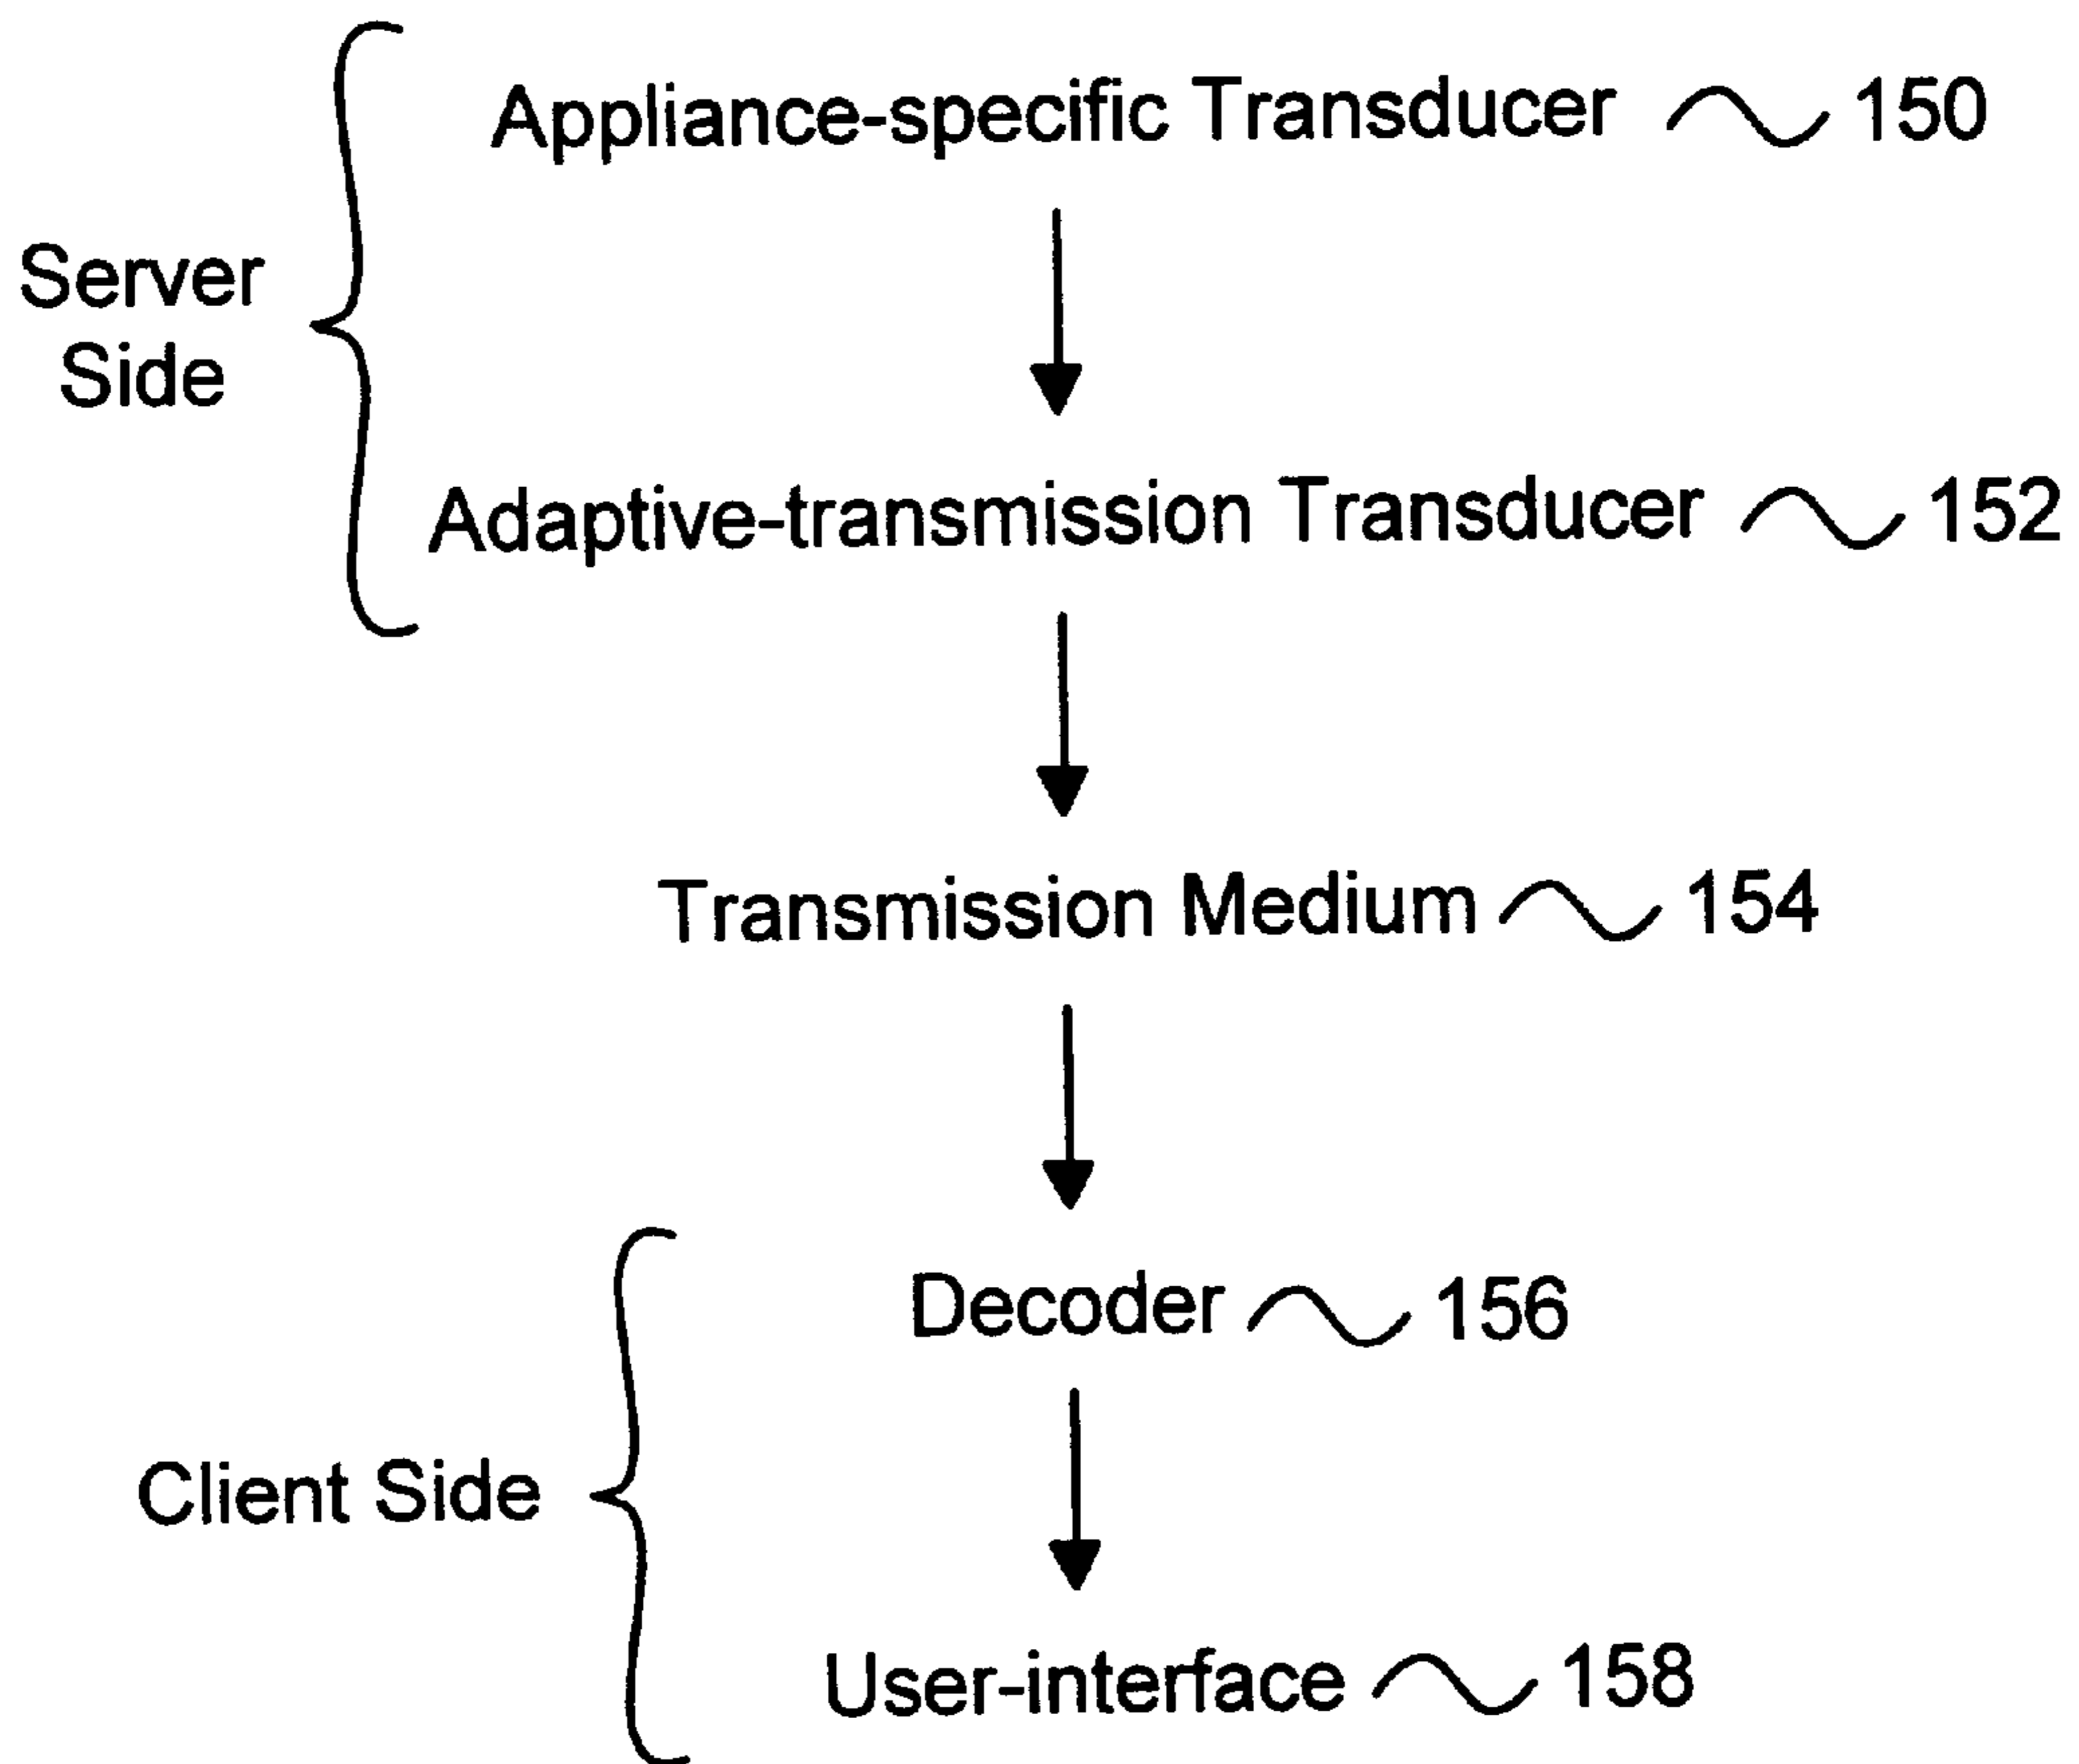 Appliance-specific Transducer 150
Server
Side
Adaptive-transmission Transducer 152
Transmission Medium 154
Decoder 156
Client Side
User-interface 158